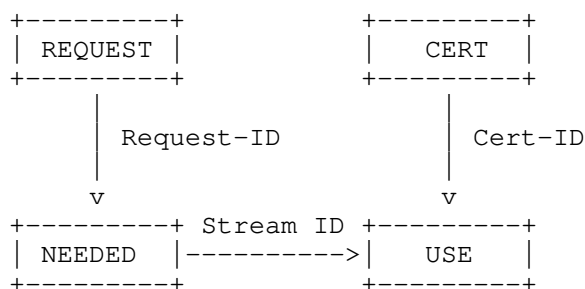 REQUEST CERT
Request-ID Cert-ID
v v
Stream ID
NEEDED ----------> USE